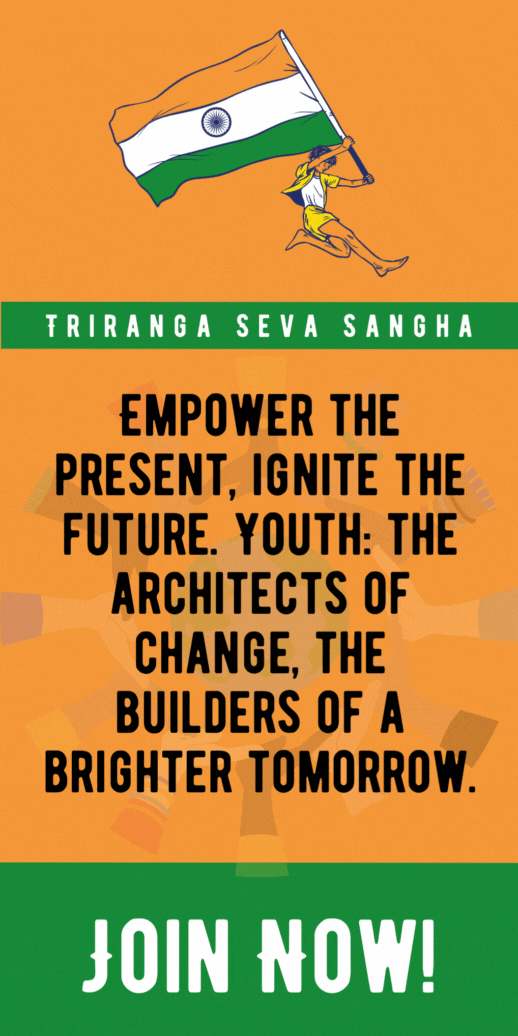 TRIRANGA SEVA SANGHA
EMPOWER THE
PRESENT, IGNITE THE
FUTURE. YOUTH: THE
ARCHITECTS OF
CHANGE, THE
BUILDERS OF A
BRIGHTER TOMORROW.
JOIN NOW!